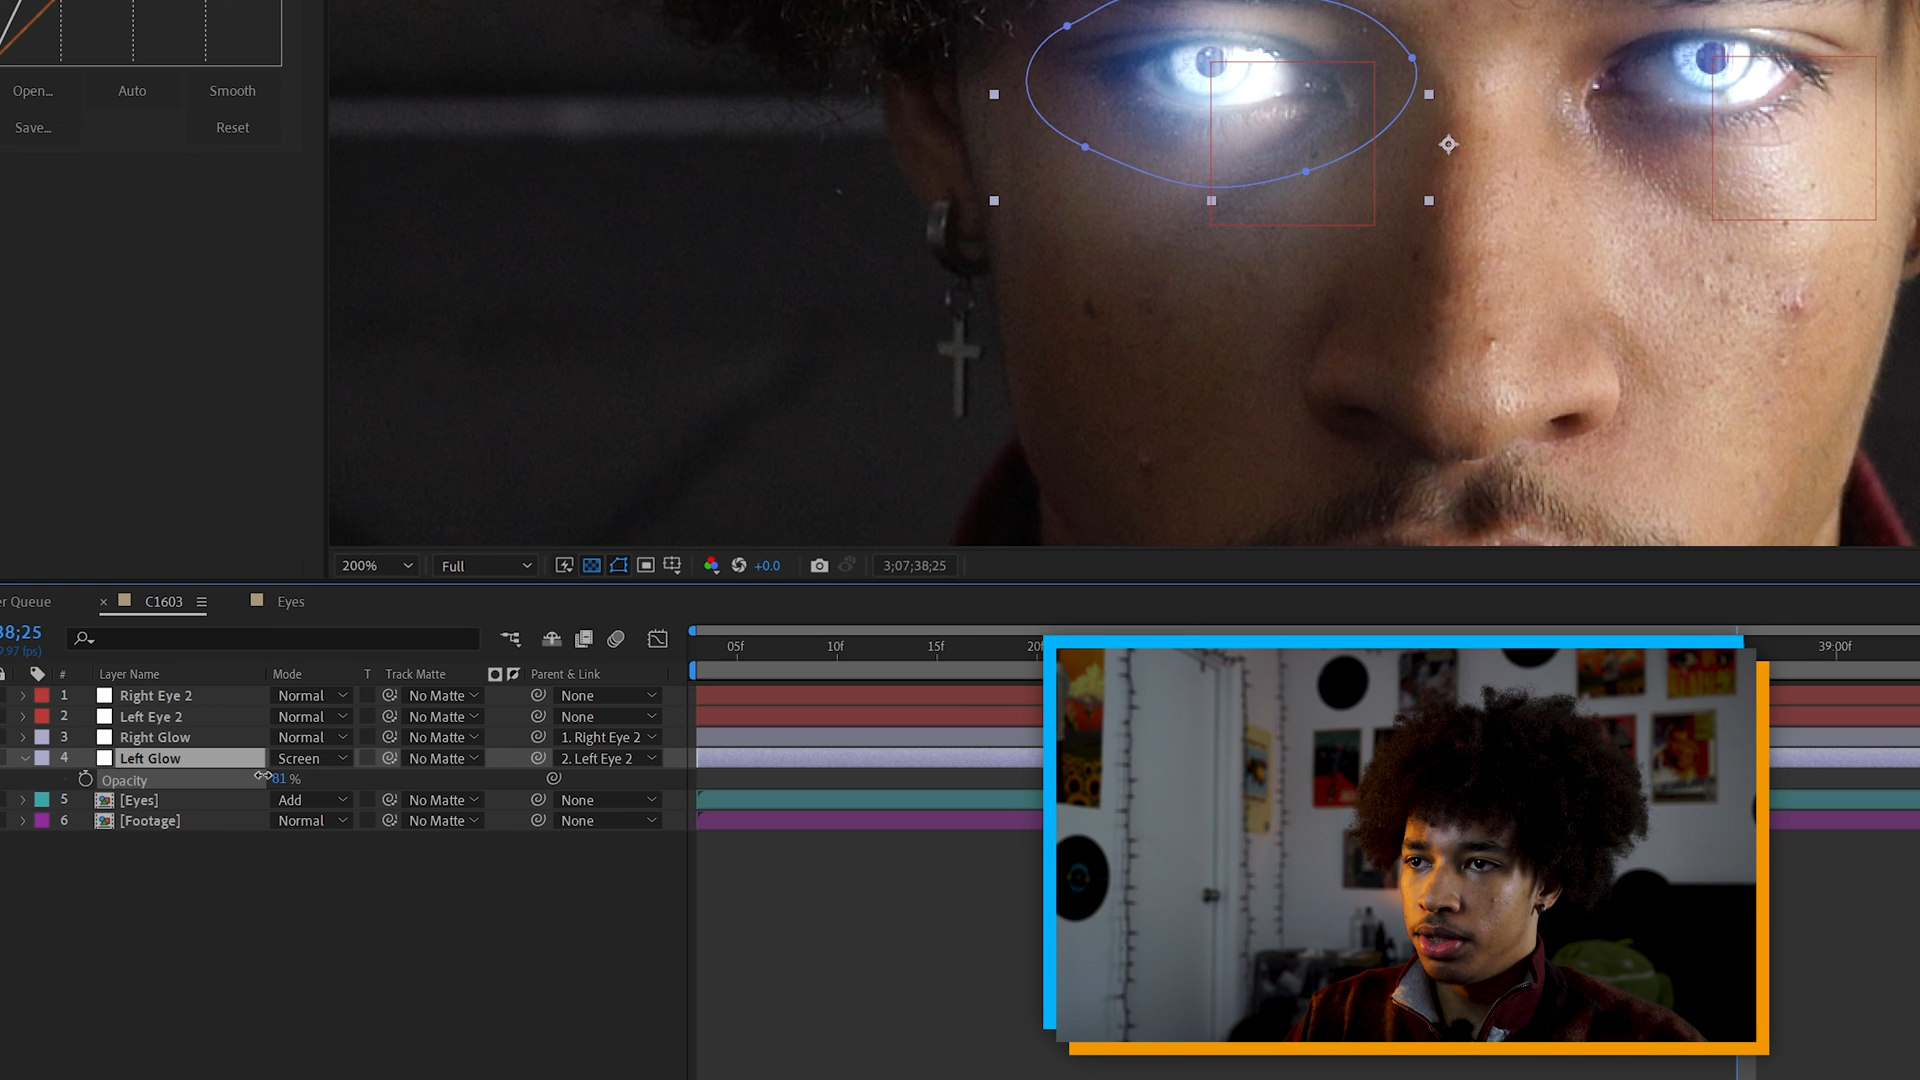 Open... Auto Smooth
Save... Reset
200% Full +0.0 3;07;38;25
er Queue × C1603 Eyes
38;25
9.97 fps)
05f 10f 15f 20f 39:00f
# Layer Name Mode T Track Matte Parent & Link
1 Right Eye 2 Normal No Matte None
2 Left Eye 2 Normal No Matte None
3 Right Glow Normal No Matte 1. Right Eye 2
4 Left Glow Screen No Matte 2. Left Eye 2
Opacity 81 %
5 [Eyes] Add No Matte None
6 [Footage] Normal No Matte None